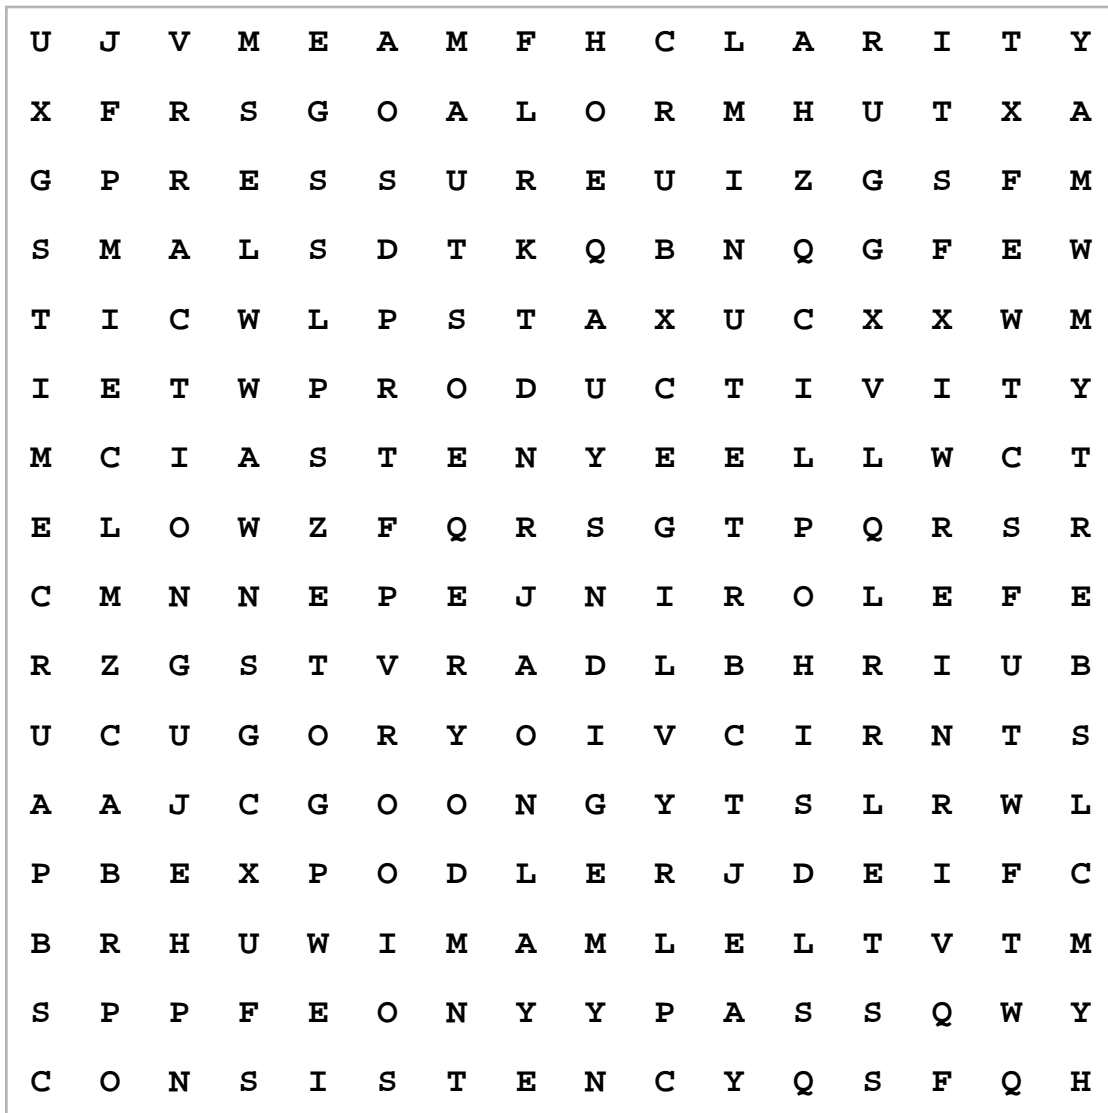 U J V M E A M F H C L A R I T Y
X F R S G O A L O R M H U T X A
G P R E S S U R E U I Z G S F M
S M A L S D T K Q B N Q G F E W
T I C W L P S T A X U C X X W M
I E T W P R O D U C T I V I T Y
M C I A S T E N Y E E L L W C T
E L O W Z F Q R S G T P Q R S R
C M N N E P E J N I R O L E F E
R Z G S T V R A D L B H R I U B
U C U G O R Y O I V C I R N T S
A A J C G O O N G Y T S L R W L
P B E X P O D L E R J D E I F C
B R H U W I M A M L E L T V T M
S P P F E O N Y Y P A S S Q W Y
C O N S I S T E N C Y Q S F Q H